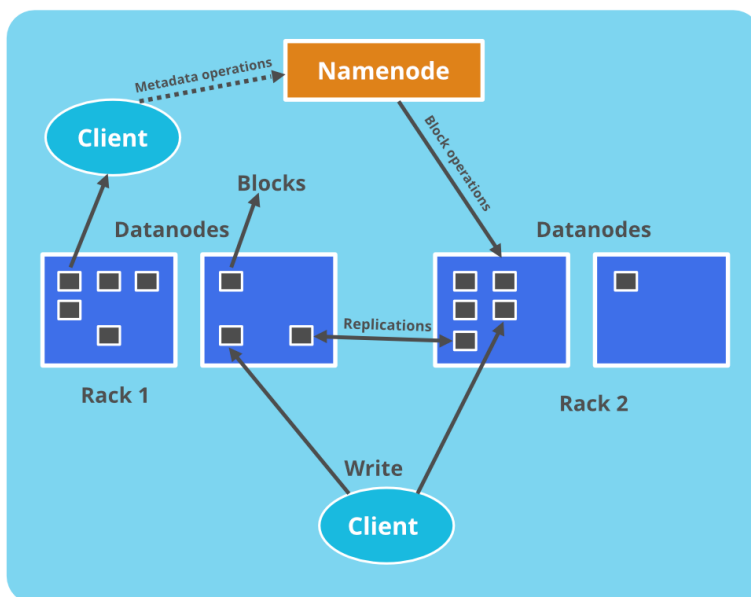 Metadata operations
Namenode
Client
Block operations
Blocks
Datanodes
Datanodes
Replications
Rack 1
Rack 2
Write
Client